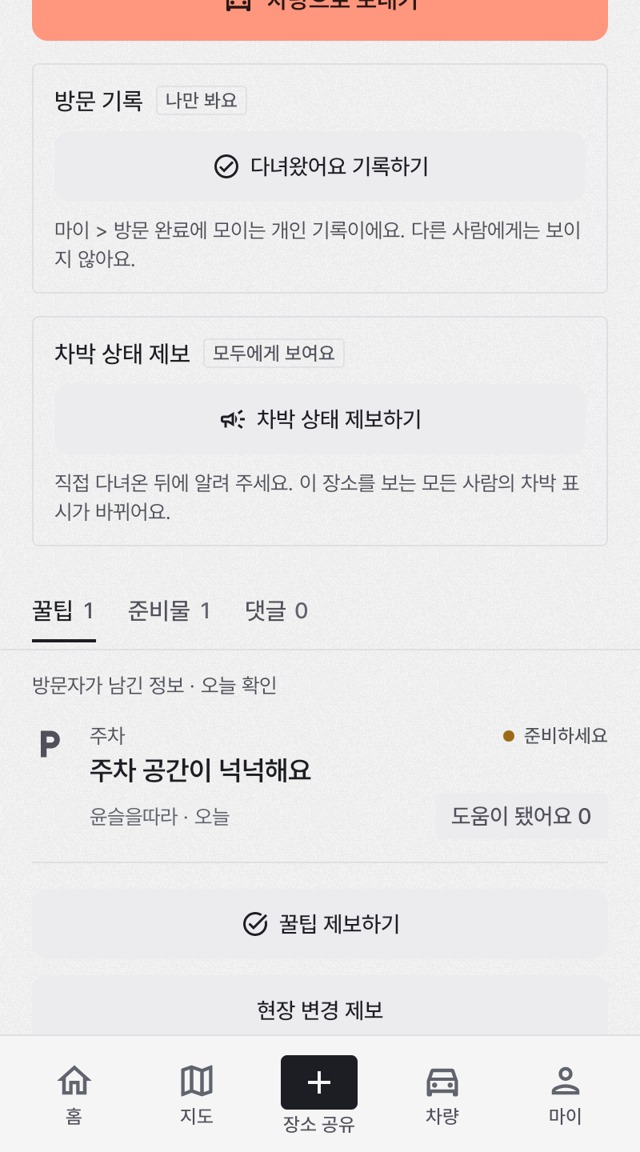 차량으로 보내기
방문 기록 나만 봐요
다녀왔어요 기록하기
마이 > 방문 완료에 모이는 개인 기록이에요. 다른 사람에게는 보이
지 않아요.
차박 상태 제보 모두에게 보여요
차박 상태 제보하기
직접 다녀온 뒤에 알려 주세요. 이 장소를 보는 모든 사람의 차박 표
시가 바뀌어요.
꿀팁 1 준비물 1 댓글 0
방문자가 남긴 정보 · 오늘 확인
P 주차 준비하세요
주차 공간이 넉넉해요
윤슬을따라 · 오늘 도움이 됐어요 0
꿀팁 제보하기
현장 변경 제보
홈 지도 장소 공유 차량 마이